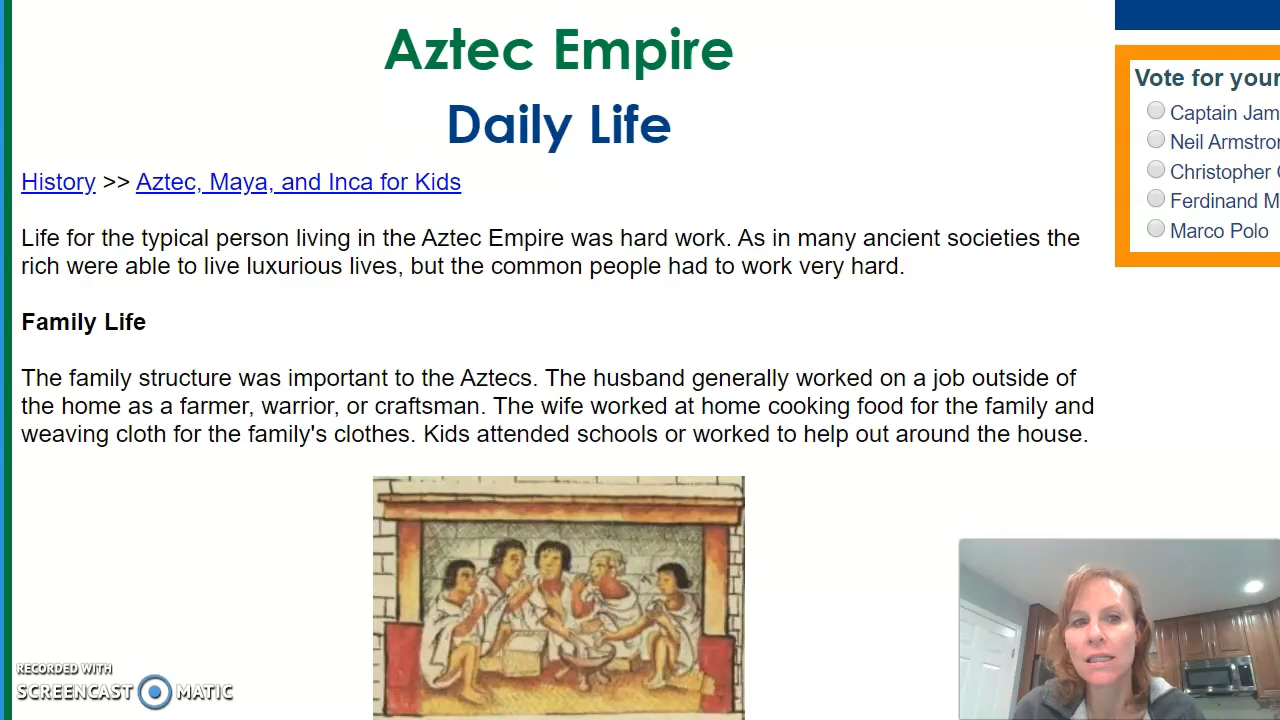 Aztec Empire
Daily Life
History >> Aztec, Maya, and Inca for Kids
Life for the typical person living in the Aztec Empire was hard work. As in many ancient societies the
rich were able to live luxurious lives, but the common people had to work very hard.
Family Life
The family structure was important to the Aztecs. The husband generally worked on a job outside of
the home as a farmer, warrior, or craftsman. The wife worked at home cooking food for the family and
weaving cloth for the family's clothes. Kids attended schools or worked to help out around the house.
Vote for your
Captain Jam
Neil Armstron
Christopher C
Ferdinand M
Marco Polo
RECORDED WITH
SCREENCAST MATIC